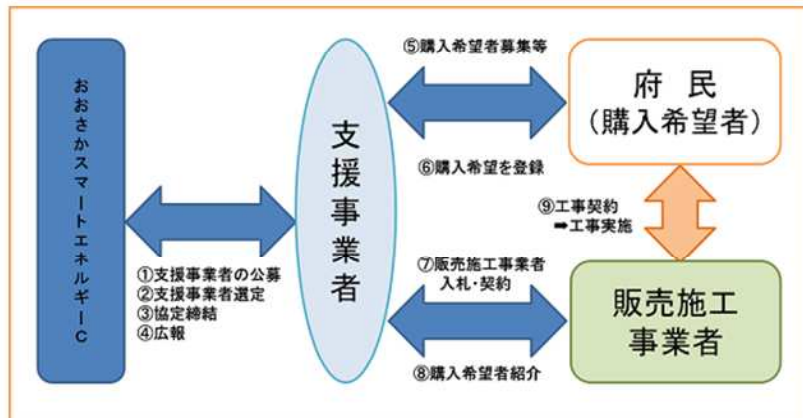 おおさかスマートエネルギーC
①支援事業者の公募
②支援事業者選定
③協定締結
④広報
支援事業者
⑤購入希望者募集等
⑥購入希望を登録
府　民
（購入希望者）
⑨工事契約
➡工事実施
⑦販売施工事業者
入札・契約
⑧購入希望者紹介
販売施工
事業者